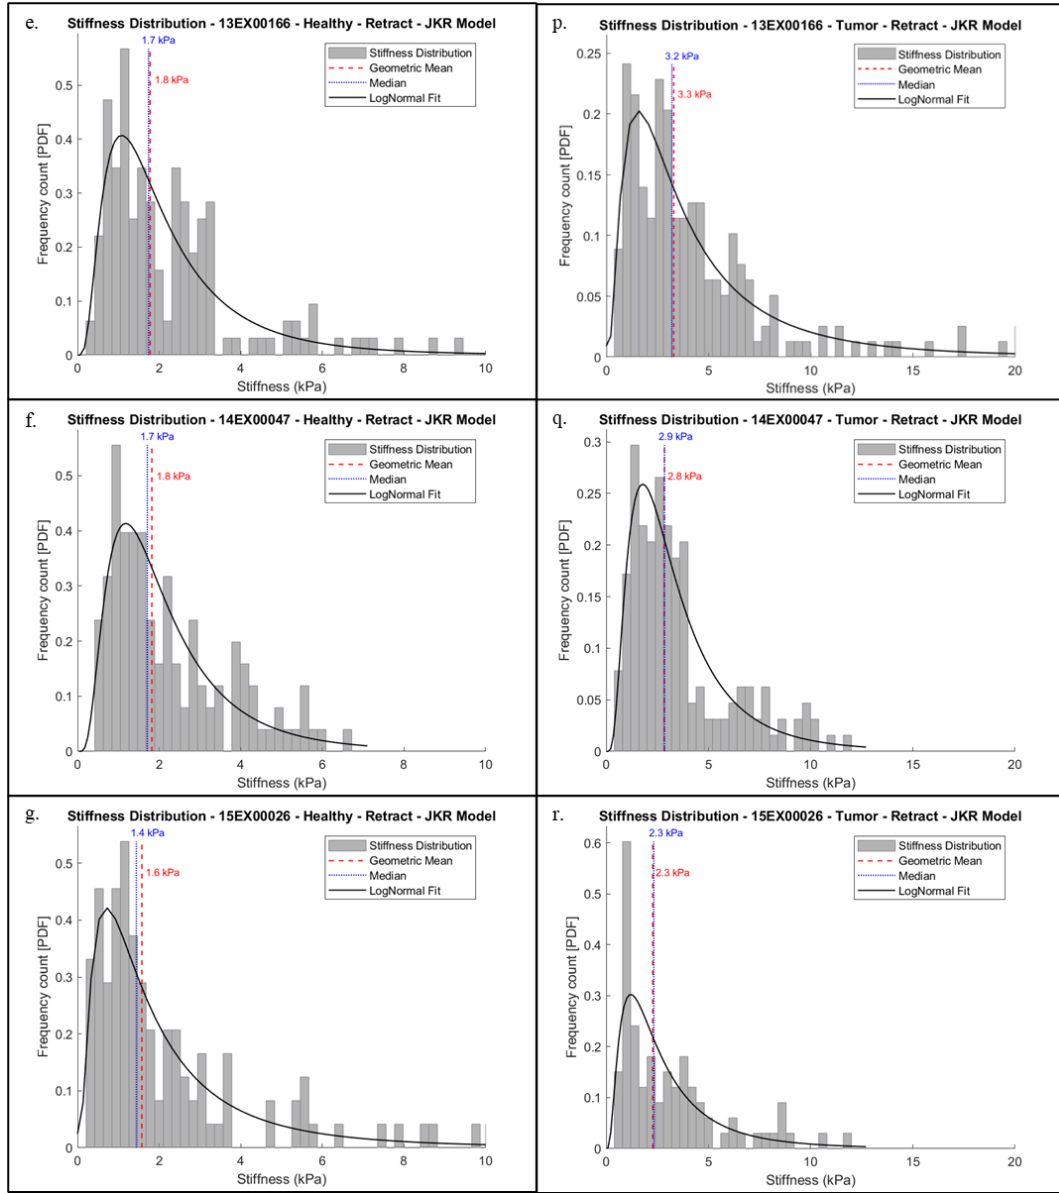 e.
Stiffness Distribution - 13EX00166 - Healthy - Retract - JKR Model
1.7 kPa
1.8 kPa
Stiffness Distribution
Geometric Mean
Median
LogNormal Fit
Frequency count [PDF]
0.5
0.4
0.3
0.2
0.1
0
0 2 4 6 8 10
Stiffness (kPa)
p.
Stiffness Distribution - 13EX00166 - Tumor - Retract - JKR Model
3.2 kPa
3.3 kPa
Stiffness Distribution
Geometric Mean
Median
LogNormal Fit
Frequency count [PDF]
0.25
0.2
0.15
0.1
0.05
0
0 5 10 15 20
Stiffness (kPa)
f.
Stiffness Distribution - 14EX00047 - Healthy - Retract - JKR Model
1.7 kPa
1.8 kPa
Stiffness Distribution
Geometric Mean
Median
LogNormal Fit
Frequency count [PDF]
0.5
0.4
0.3
0.2
0.1
0
0 2 4 6 8 10
Stiffness (kPa)
q.
Stiffness Distribution - 14EX00047 - Tumor - Retract - JKR Model
2.9 kPa
2.8 kPa
Stiffness Distribution
Geometric Mean
Median
LogNormal Fit
Frequency count [PDF]
0.3
0.25
0.2
0.15
0.1
0.05
0
0 5 10 15 20
Stiffness (kPa)
g.
Stiffness Distribution - 15EX00026 - Healthy - Retract - JKR Model
1.4 kPa
1.6 kPa
Stiffness Distribution
Geometric Mean
Median
LogNormal Fit
Frequency count [PDF]
0.5
0.4
0.3
0.2
0.1
0
0 2 4 6 8 10
Stiffness (kPa)
r.
Stiffness Distribution - 15EX00026 - Tumor - Retract - JKR Model
2.3 kPa
2.3 kPa
Stiffness Distribution
Geometric Mean
Median
LogNormal Fit
Frequency count [PDF]
0.6
0.5
0.4
0.3
0.2
0.1
0
0 5 10 15 20
Stiffness (kPa)